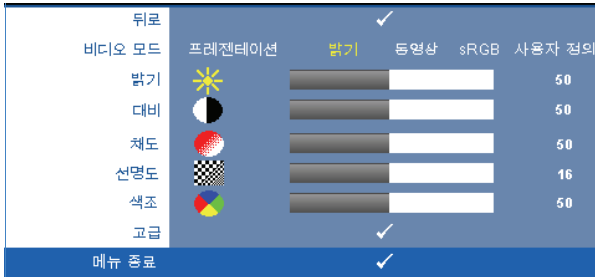 뒤로
비디오 모드 프레젠테이션 밝기 동영상 sRGB 사용자 정의
밝기 50
대비 50
채도 50
선명도 16
색조 50
고급
메뉴 종료